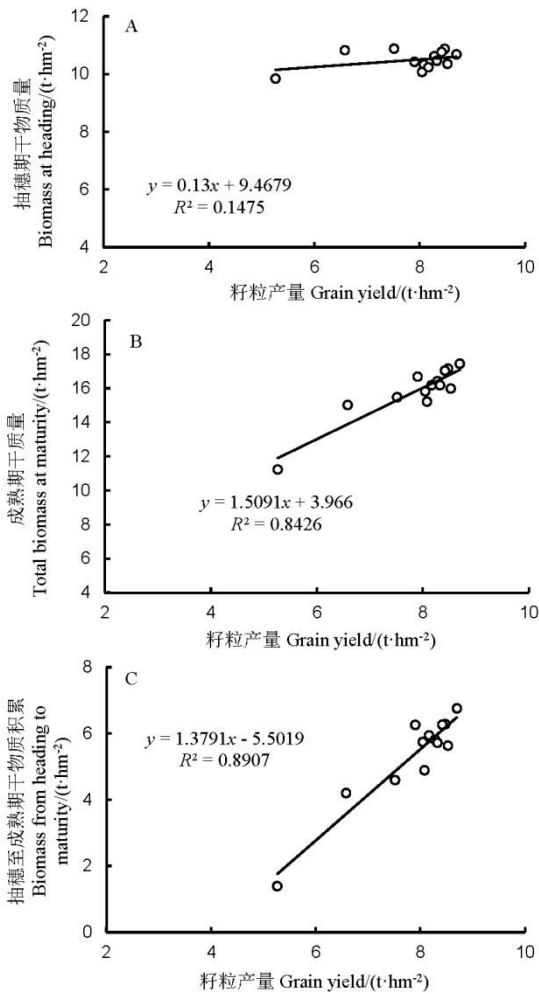 A
抽穗期干物质量
Biomass at heading/(t·hm⁻²)
12
10
8
6
4
y = 0.13x + 9.4679
R² = 0.1475
2
4
6
8
10
籽粒产量 Grain yield/(t·hm⁻²)
B
成熟期干质量
Total biomass at maturity/(t·hm⁻²)
20
18
16
14
12
10
8
6
4
y = 1.5091x + 3.966
R² = 0.8426
2
4
6
8
10
籽粒产量 Grain yield/(t·hm⁻²)
C
抽穗至成熟期干物质积累
Biomass from heading to
maturity/(t·hm⁻²)
8
6
4
2
0
y = 1.3791x - 5.5019
R² = 0.8907
2
4
6
8
10
籽粒产量 Grain yield/(t·hm⁻²)